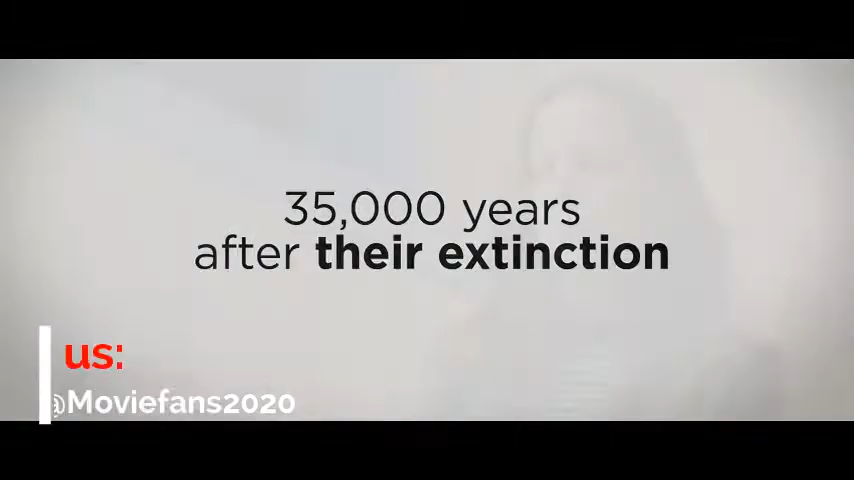 35,000 years
after their extinction
us:
@Moviefans2020